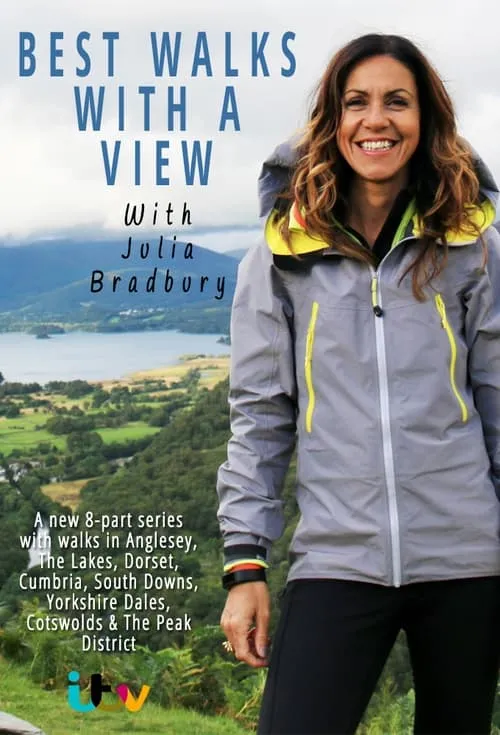 BEST WALKS
WITH A
VIEW
With
Julia
Bradbury
A new 8-part series
with walks in Anglesey,
The Lakes, Dorset,
Cumbria, South Downs,
Yorkshire Dales,
Cotswolds & The Peak
District
itv